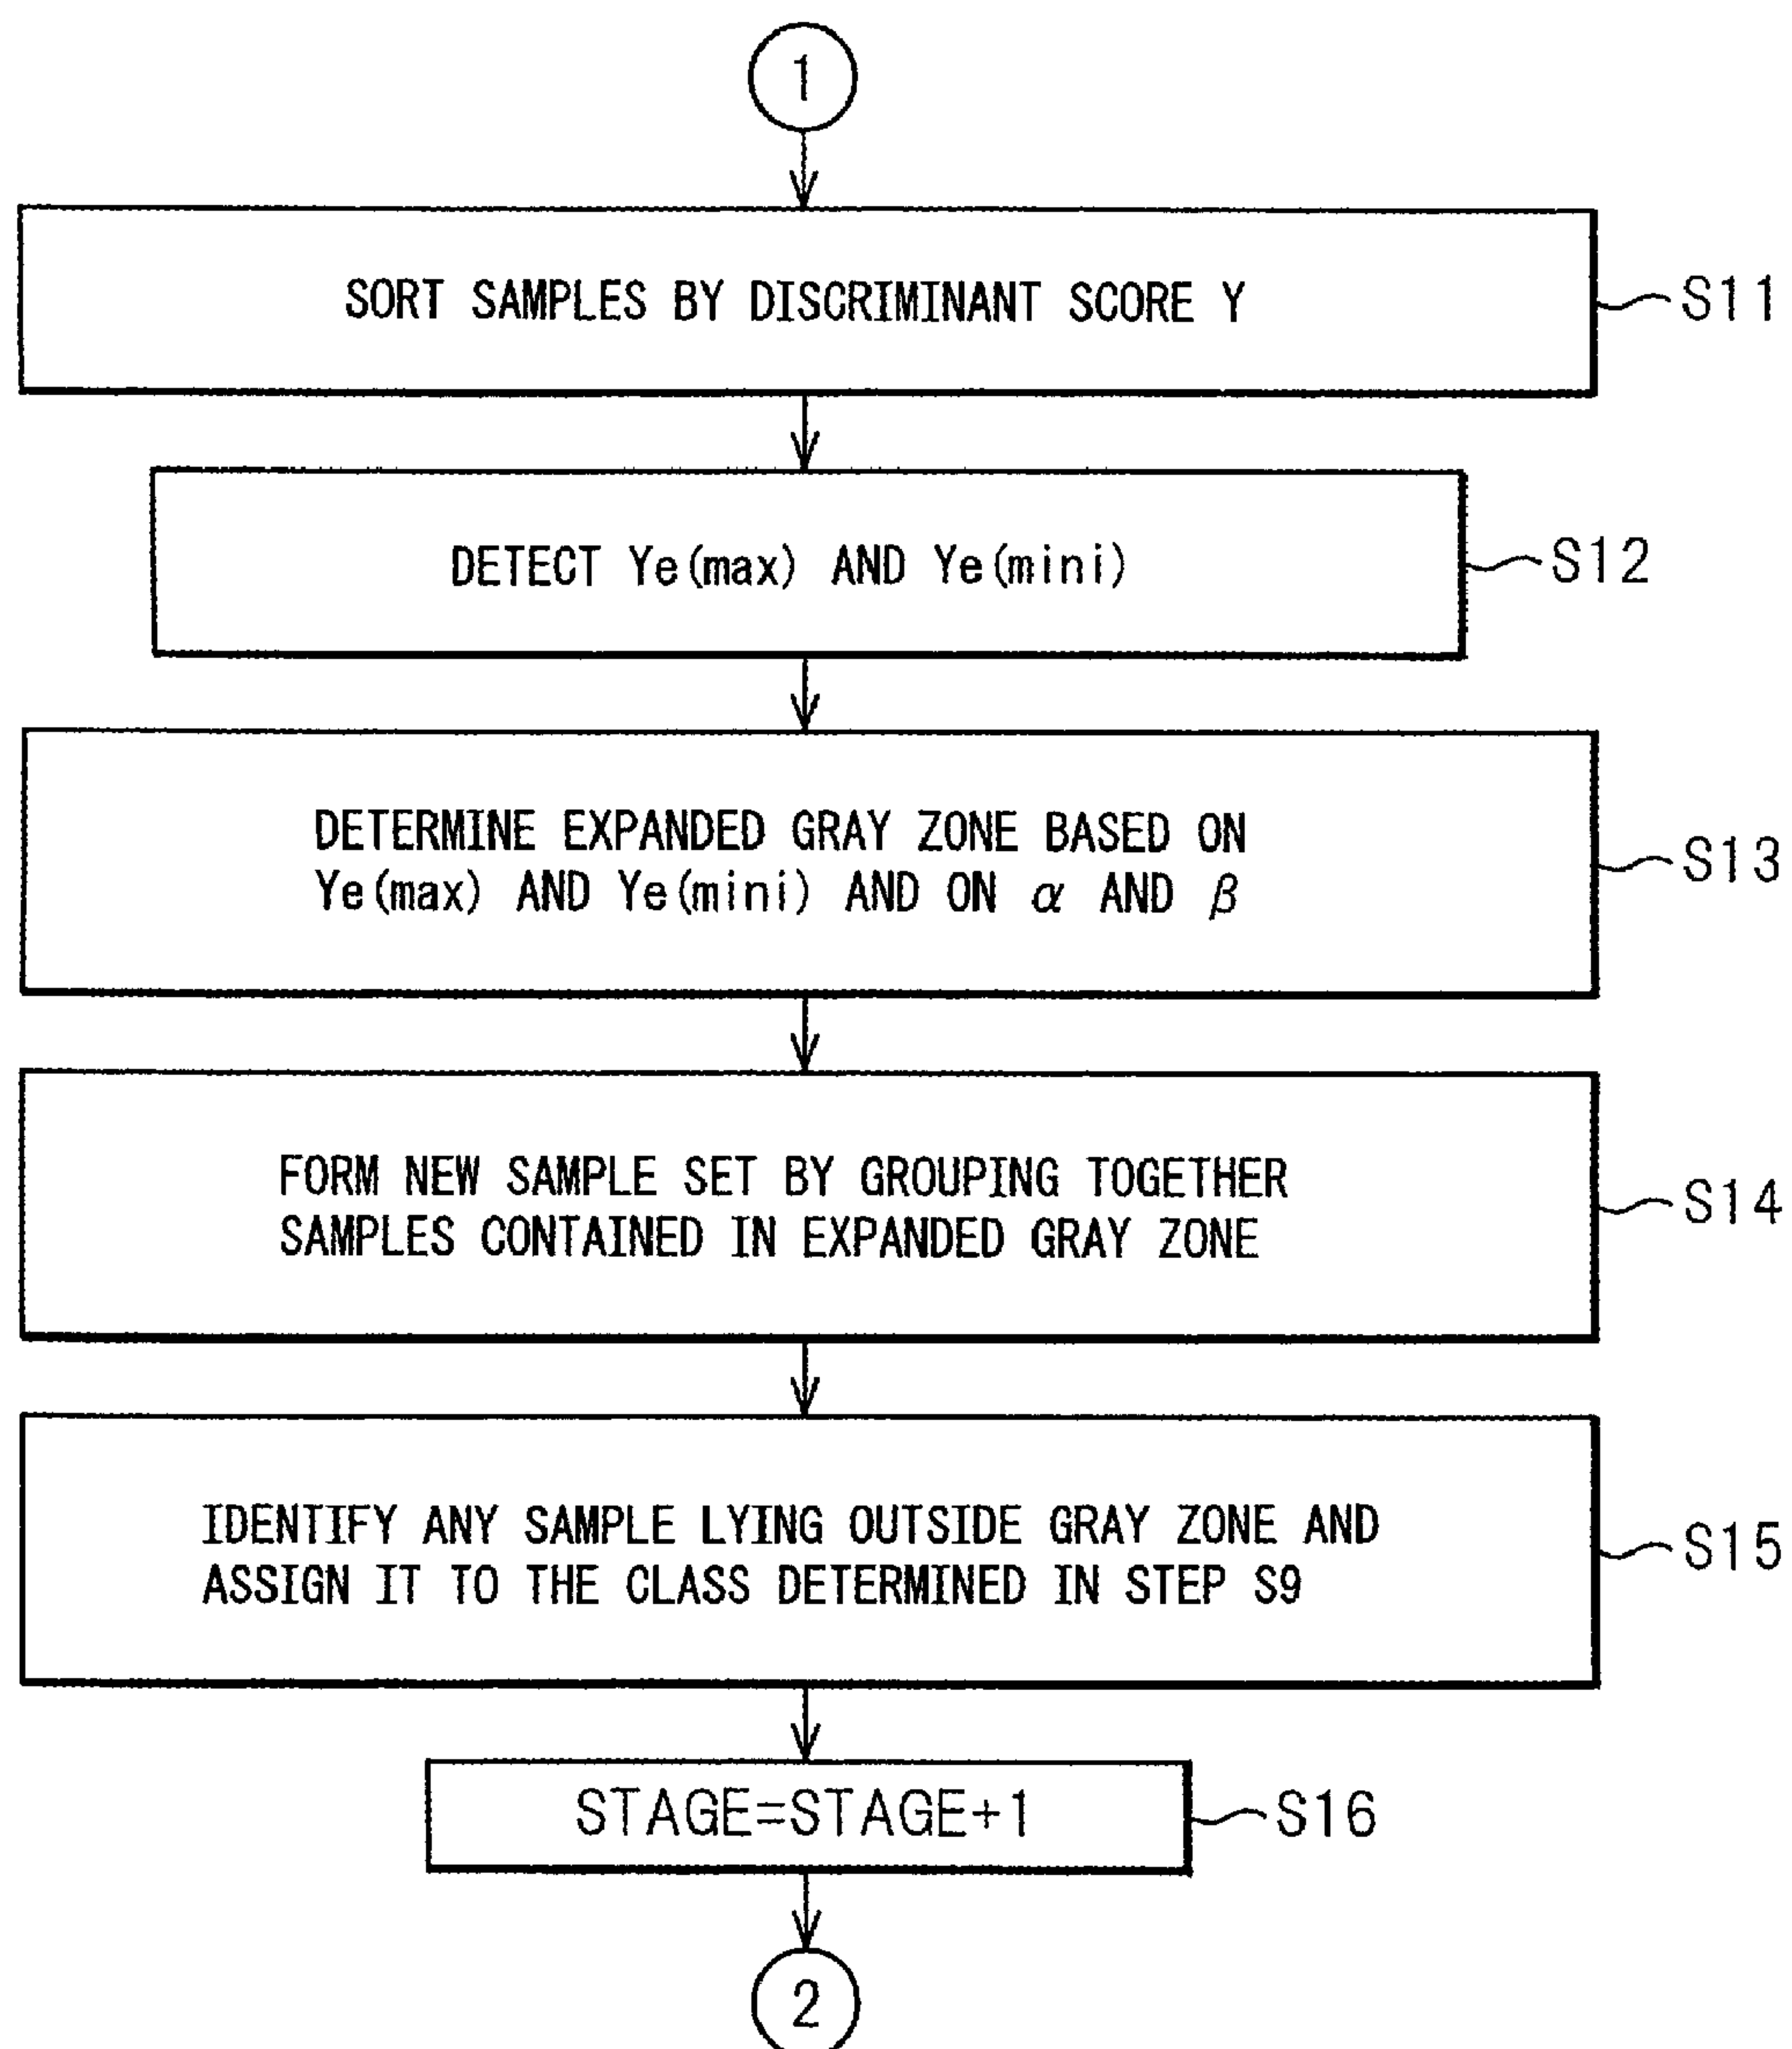 1
SORT SAMPLES BY DISCRIMINANT SCORE Y
S11
DETECT Ye(max) AND Ye(mini)
S12
DETERMINE EXPANDED GRAY ZONE BASED ON
Ye(max) AND Ye(mini) AND ON α AND β
S13
FORM NEW SAMPLE SET BY GROUPING TOGETHER
SAMPLES CONTAINED IN EXPANDED GRAY ZONE
S14
IDENTIFY ANY SAMPLE LYING OUTSIDE GRAY ZONE AND
ASSIGN IT TO THE CLASS DETERMINED IN STEP S9
S15
STAGE=STAGE+1
S16
2